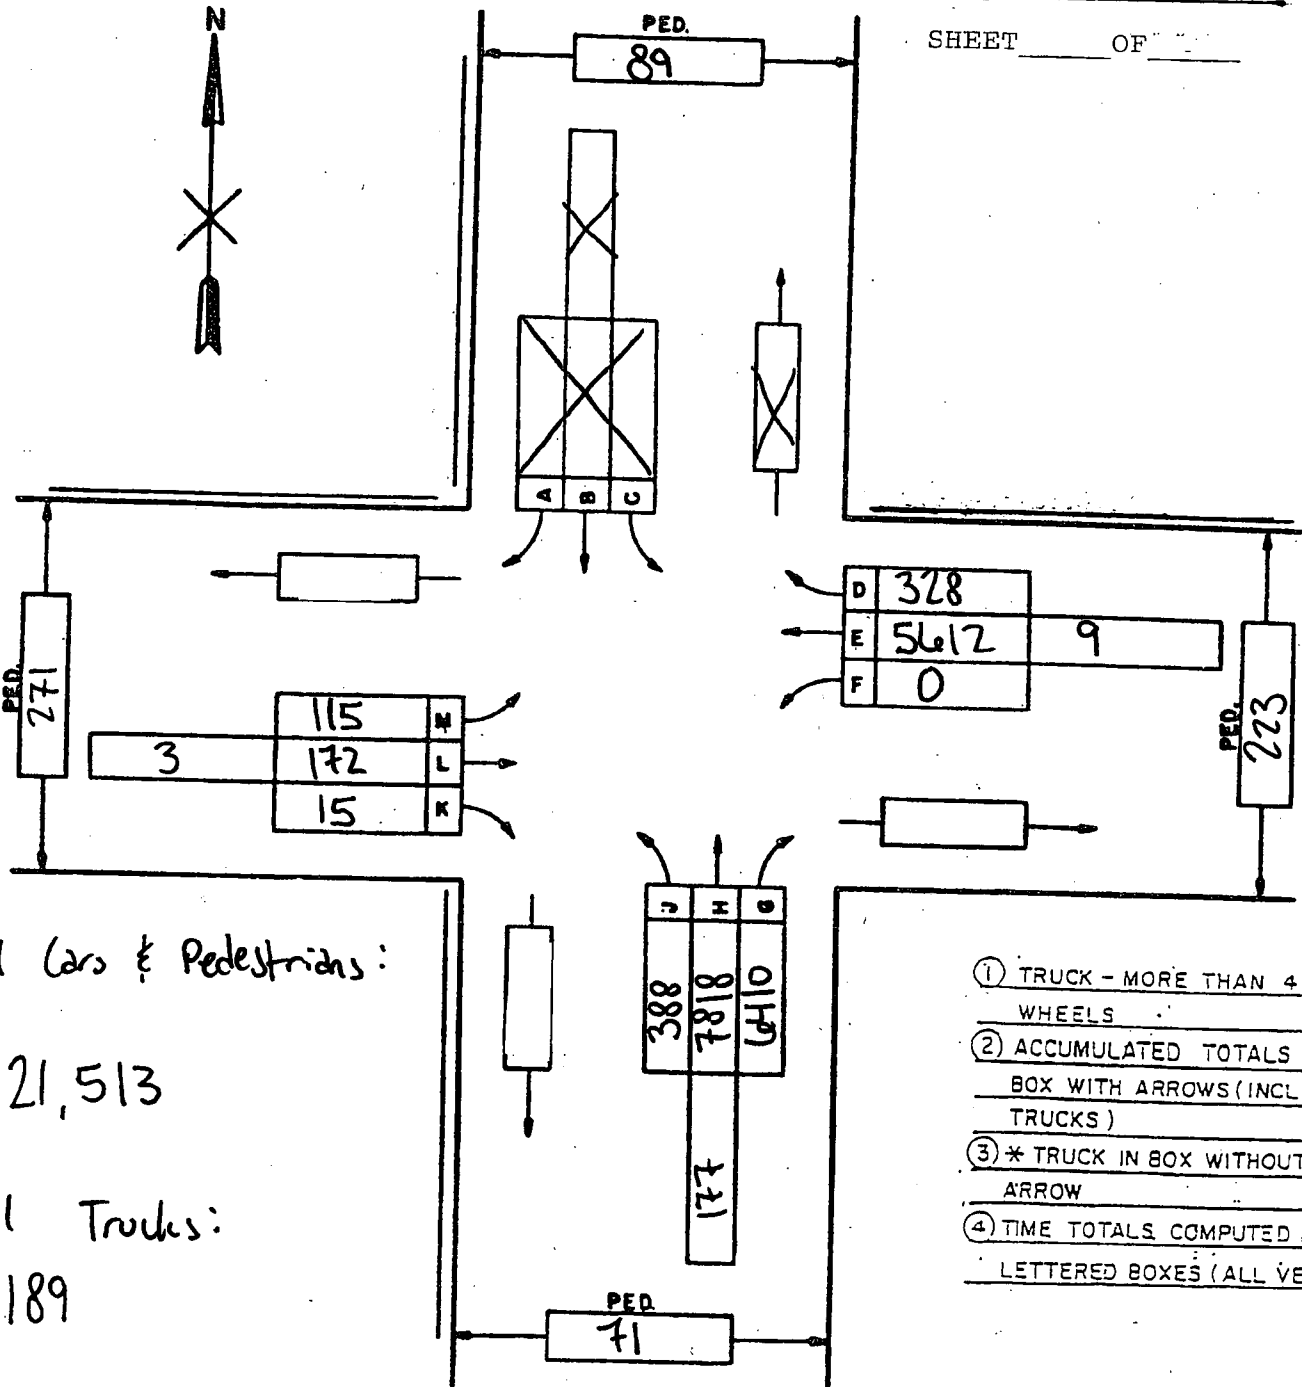 N
PED.
89
SHEET_____ OF_____
A B C
D 328
E 5612 9
F 0
PED.
271
115 M
3 172 L
15 K
PED.
223
J H G
388 7818 6410
177
l Cars & Pedestrians:
21,513
l Trucks:
189
PED.
71
① TRUCK - MORE THAN 4
WHEELS
② ACCUMULATED TOTALS
BOX WITH ARROWS (INCL
TRUCKS)
③ * TRUCK IN BOX WITHOUT
ARROW
④ TIME TOTALS COMPUTED
LETTERED BOXES (ALL VE